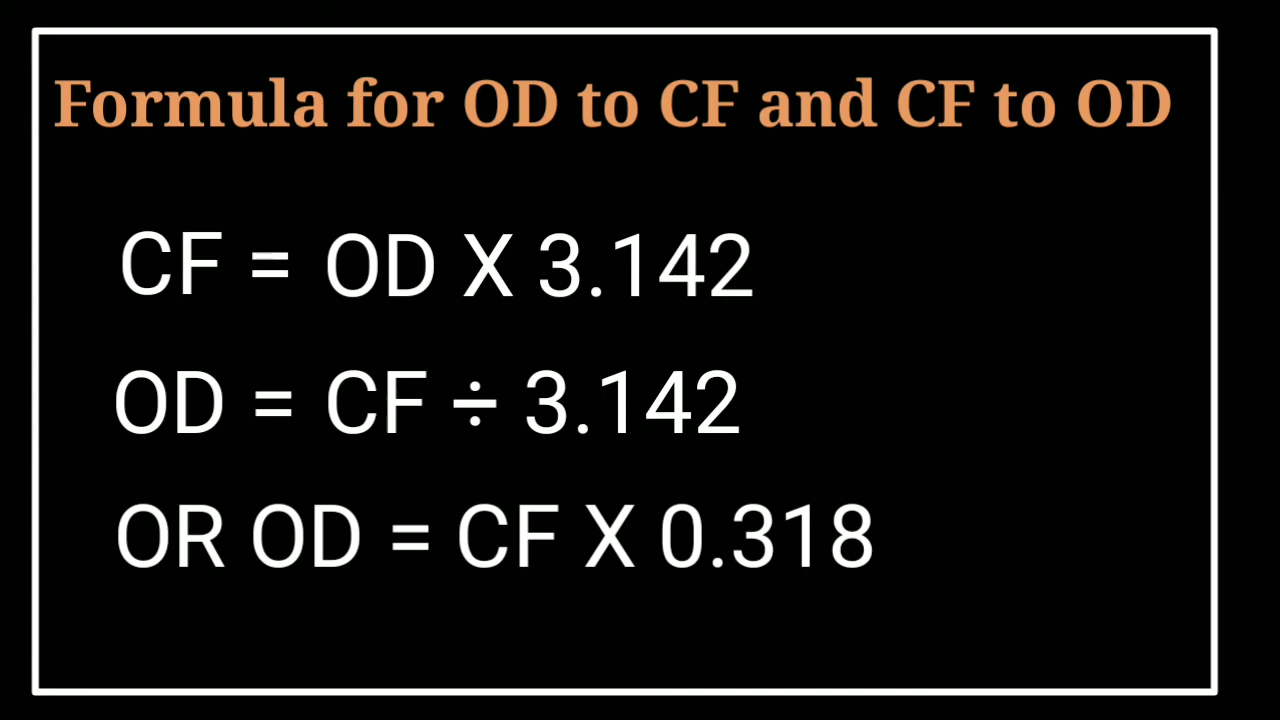 Formula for OD to CF and CF to OD
CF = OD X 3.142
OD = CF ÷ 3.142
OR OD = CF X 0.318